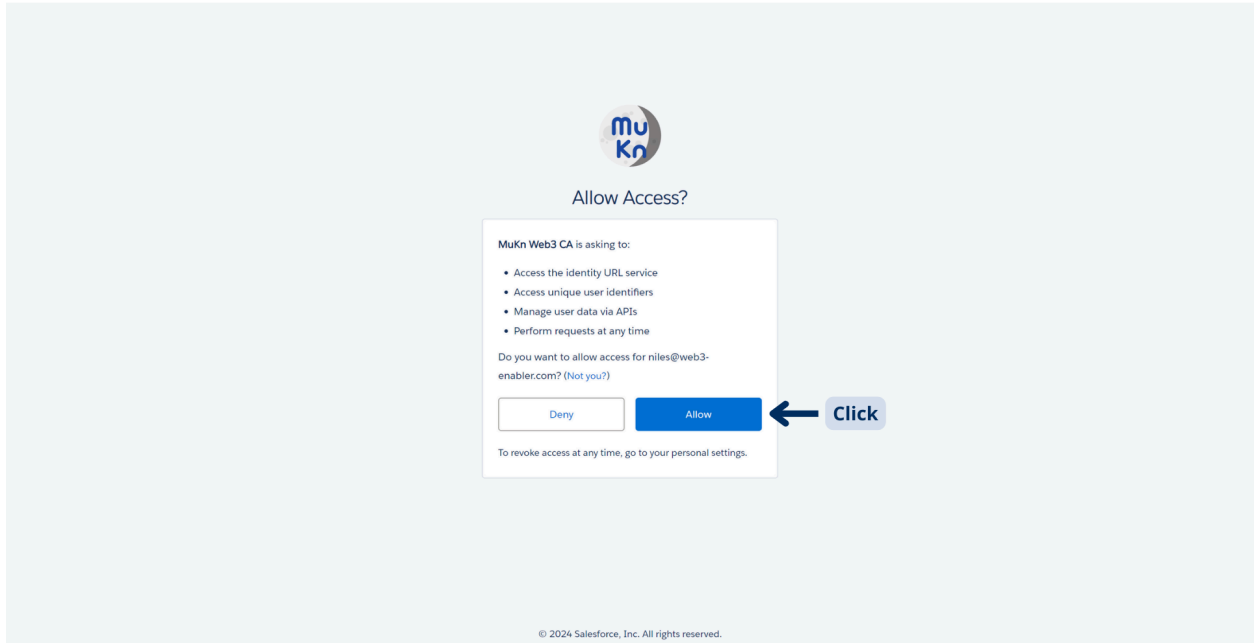 Mu
Kn
Allow Access?
MuKn Web3 CA is asking to:
• Access the identity URL service
• Access unique user identifiers
• Manage user data via APIs
• Perform requests at any time
Do you want to allow access for niles@web3-
enabler.com? (Not you?)
Deny
Allow
Click
To revoke access at any time, go to your personal settings.
© 2024 Salesforce, Inc. All rights reserved.